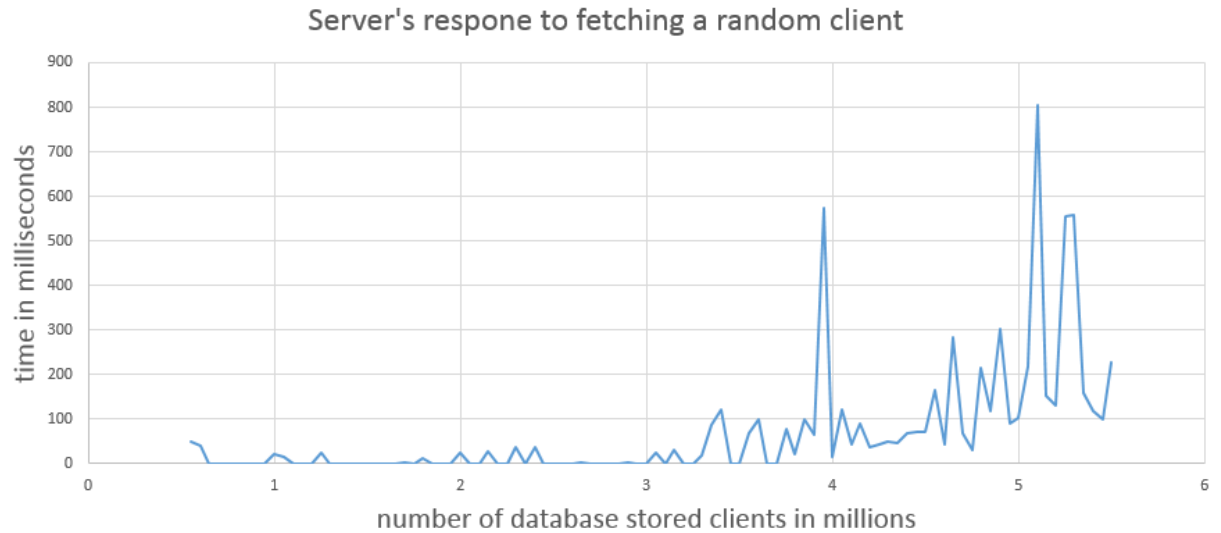 Server's respone to fetching a random client
900
800
700
600
500
400
300
200
100
0
time in milliseconds
0 1 2 3 4 5 6
number of database stored clients in millions